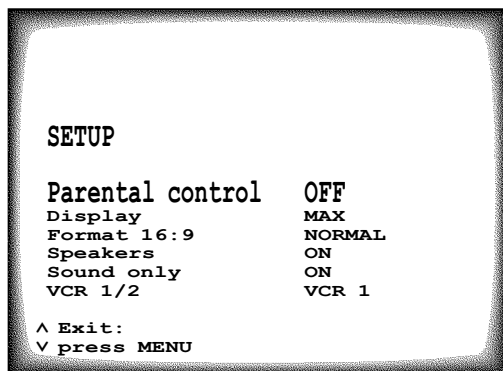 SETUP
Parental control OFF
Display MAX
Format 16:9 NORMAL
Speakers ON
Sound only ON
VCR 1/2 VCR 1
∧ Exit:
∨ press MENU